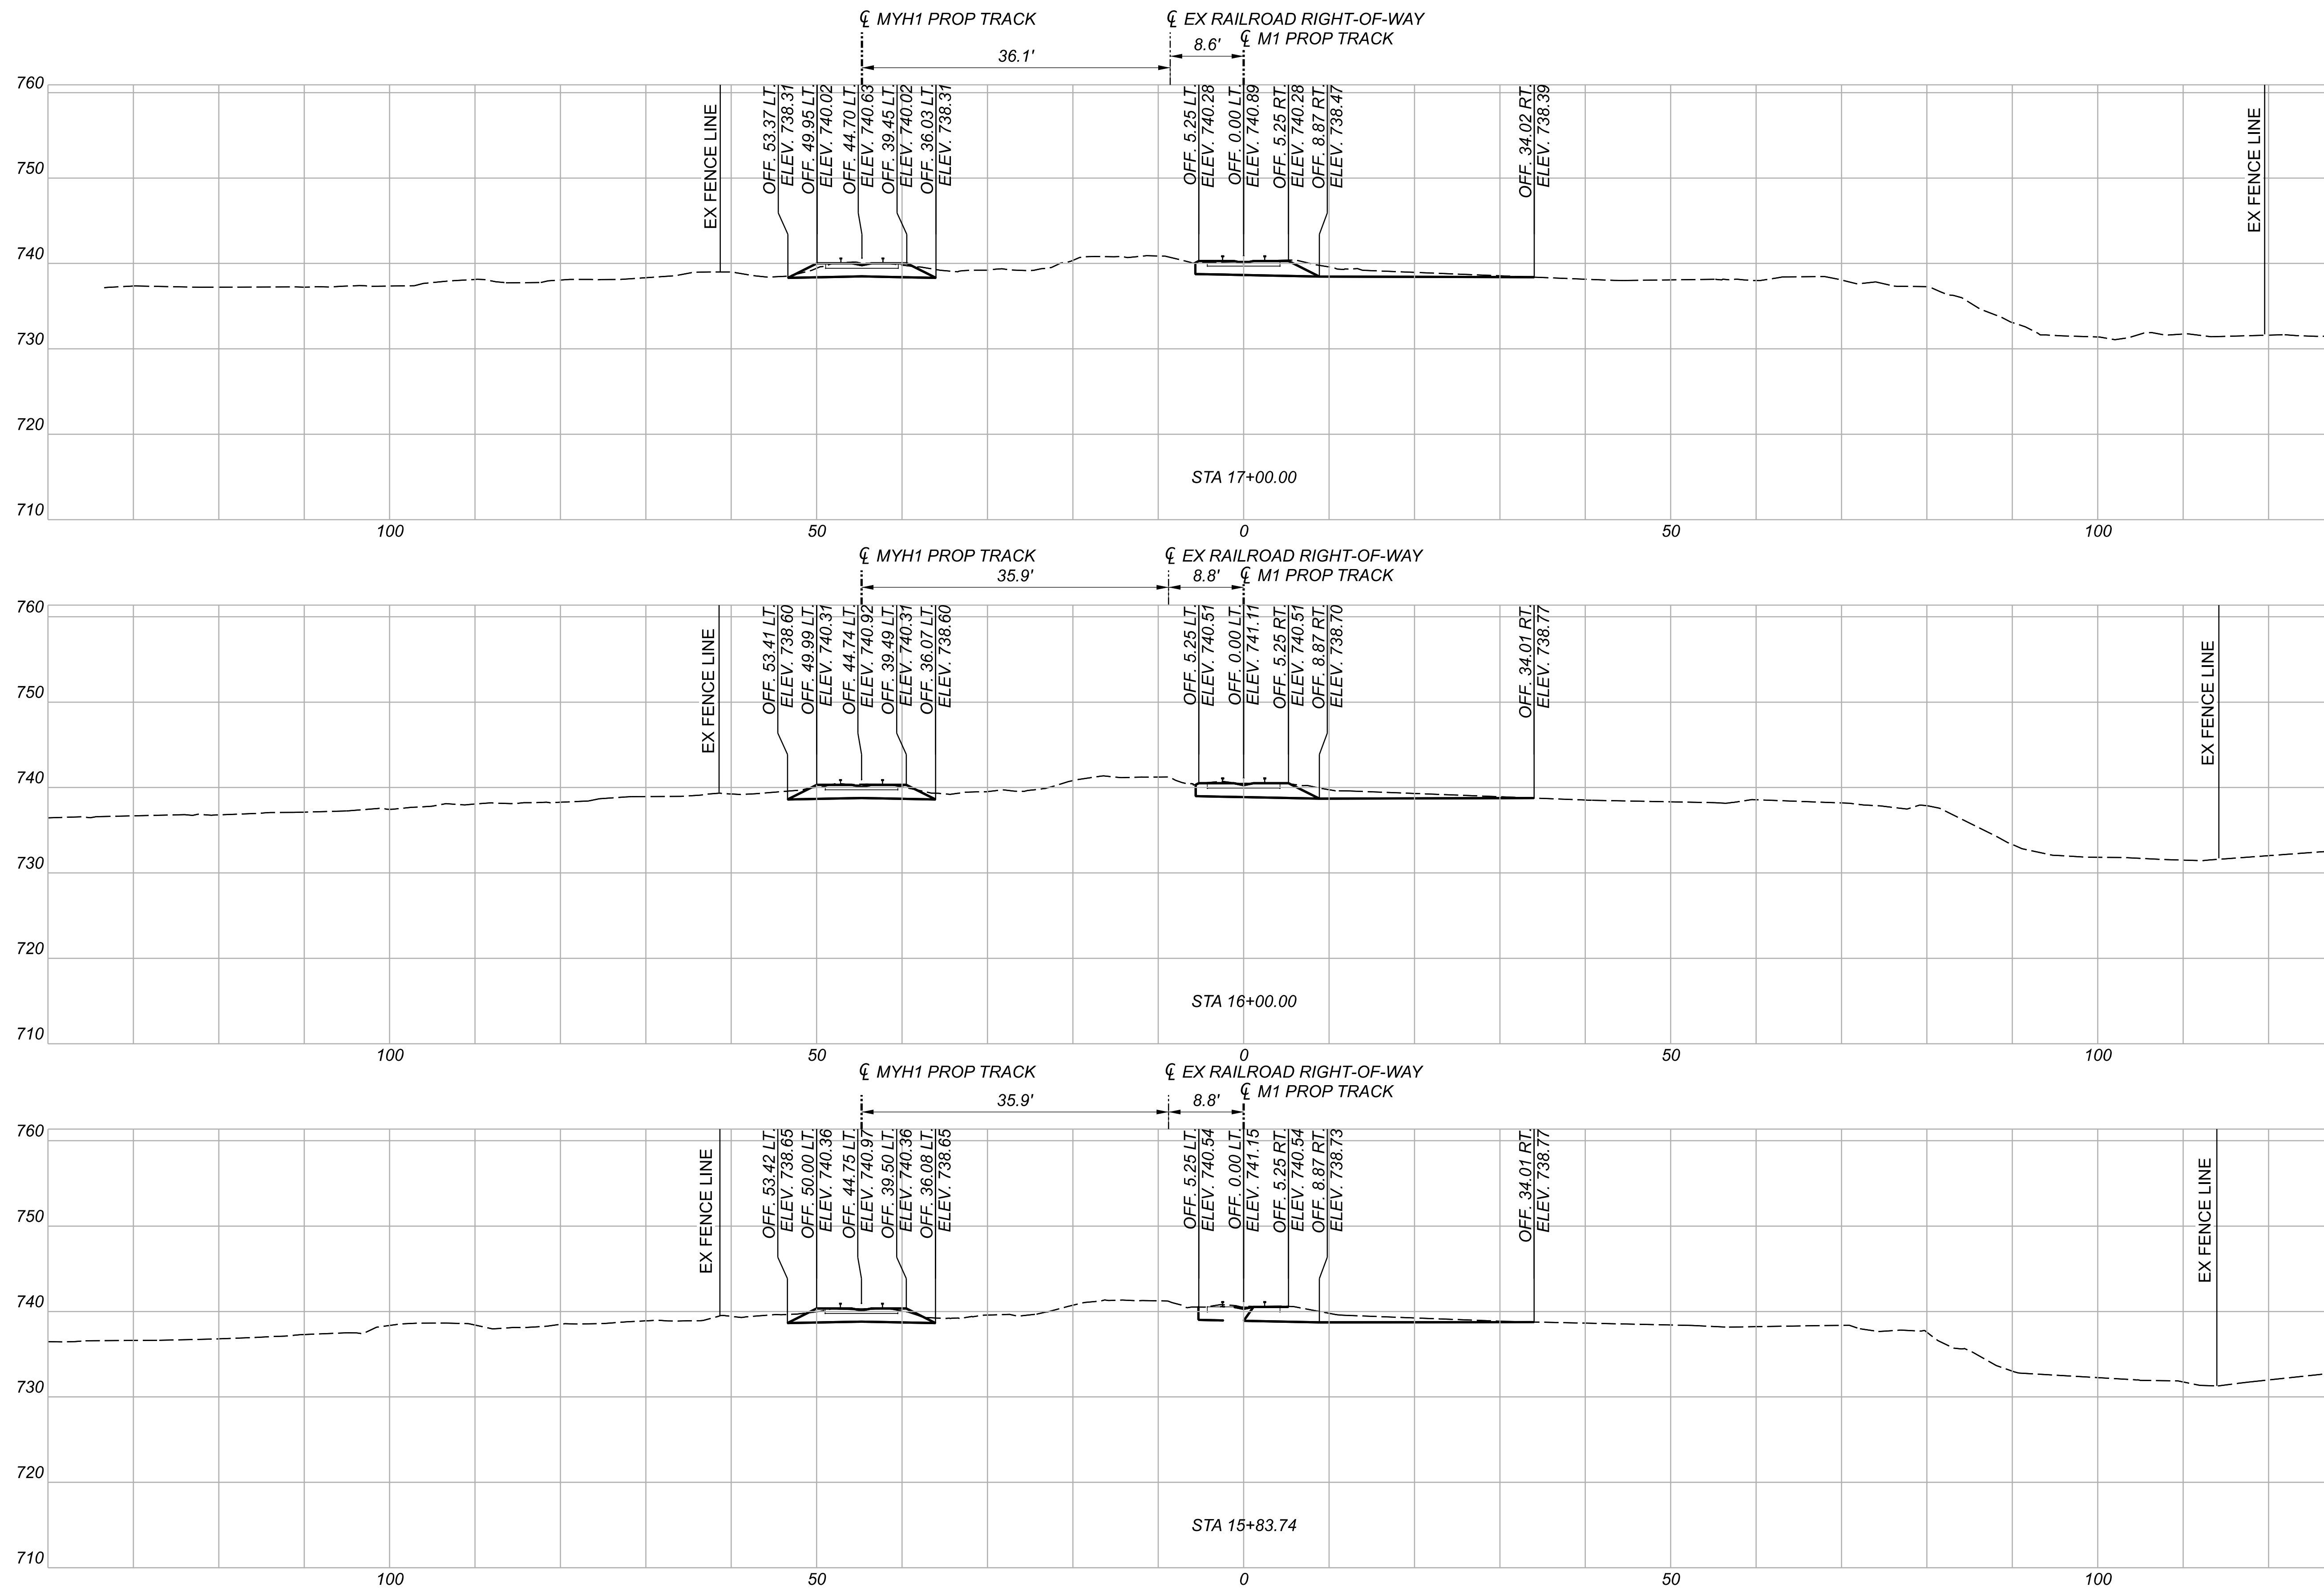 ℄ MYH1 PROP TRACK
℄ EX RAILROAD RIGHT-OF-WAY
℄ M1 PROP TRACK
36.1'
8.6'
760
750
740
730
720
710
EX FENCE LINE
OFF. 53.37 LT.
ELEV. 738.31
OFF. 49.95 LT.
ELEV. 740.02
OFF. 44.70 LT.
ELEV. 740.63
OFF. 39.45 LT.
ELEV. 740.02
OFF. 36.03 LT.
ELEV. 738.31
OFF. 5.25 LT.
ELEV. 740.28
OFF. 0.00 LT.
ELEV. 740.89
OFF. 5.25 RT.
ELEV. 740.28
OFF. 8.87 RT.
ELEV. 738.47
OFF. 34.02 RT.
ELEV. 738.39
EX FENCE LINE
STA 17+00.00
100
50
0
50
100
℄ MYH1 PROP TRACK
℄ EX RAILROAD RIGHT-OF-WAY
℄ M1 PROP TRACK
35.9'
8.8'
760
750
740
730
720
710
EX FENCE LINE
OFF. 53.41 LT.
ELEV. 738.60
OFF. 49.99 LT.
ELEV. 740.31
OFF. 44.74 LT.
ELEV. 740.92
OFF. 39.49 LT.
ELEV. 740.31
OFF. 36.07 LT.
ELEV. 738.60
OFF. 5.25 LT.
ELEV. 740.51
OFF. 0.00 LT.
ELEV. 741.11
OFF. 5.25 RT.
ELEV. 740.51
OFF. 8.87 RT.
ELEV. 738.70
OFF. 34.01 RT.
ELEV. 738.77
EX FENCE LINE
STA 16+00.00
100
50
0
50
100
℄ MYH1 PROP TRACK
℄ EX RAILROAD RIGHT-OF-WAY
℄ M1 PROP TRACK
35.9'
8.8'
760
750
740
730
720
710
EX FENCE LINE
OFF. 53.42 LT.
ELEV. 738.65
OFF. 50.00 LT.
ELEV. 740.36
OFF. 44.75 LT.
ELEV. 740.97
OFF. 39.50 LT.
ELEV. 740.36
OFF. 36.08 LT.
ELEV. 738.65
OFF. 5.25 LT.
ELEV. 740.54
OFF. 0.00 LT.
ELEV. 741.15
OFF. 5.25 RT.
ELEV. 740.54
OFF. 8.87 RT.
ELEV. 738.73
OFF. 34.01 RT.
ELEV. 738.77
EX FENCE LINE
STA 15+83.74
100
50
0
50
100